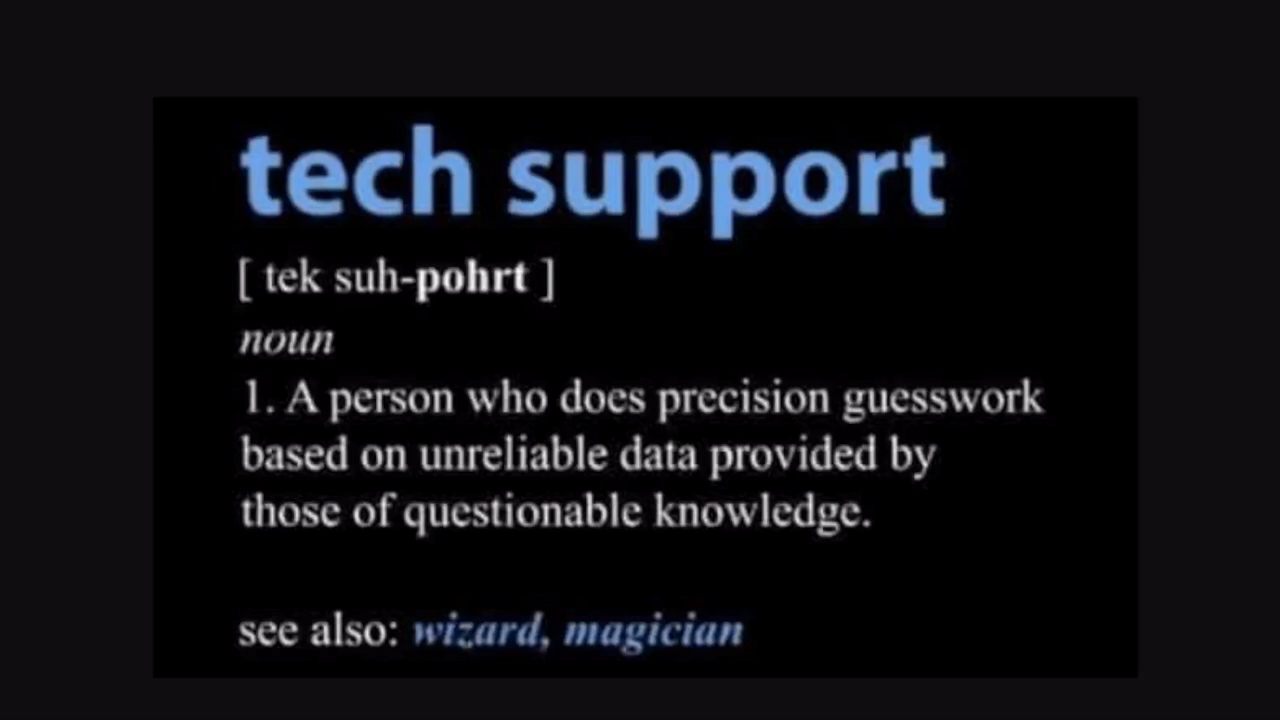 tech support
[ tek suh-pohrt ]
noun
1. A person who does precision guesswork
based on unreliable data provided by
those of questionable knowledge.
see also: wizard, magician